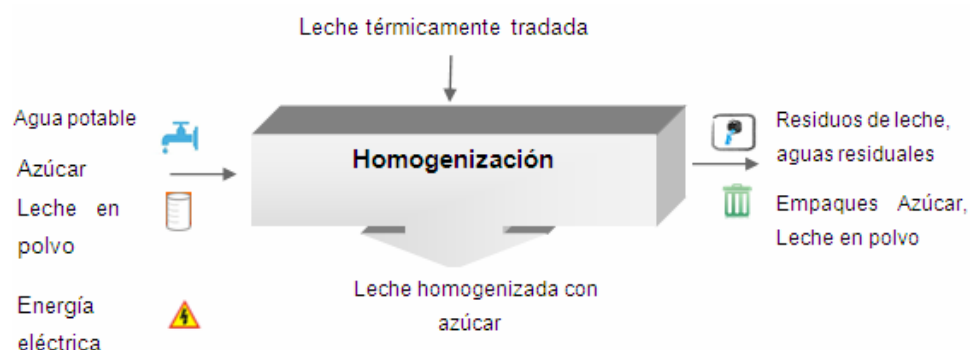 Leche térmicamente tradada
Agua potable
Azúcar
Leche en
polvo
Energía
eléctrica
Homogenización
Residuos de leche,
aguas residuales
Empaques Azúcar,
Leche en polvo
Leche homogenizada con
azúcar